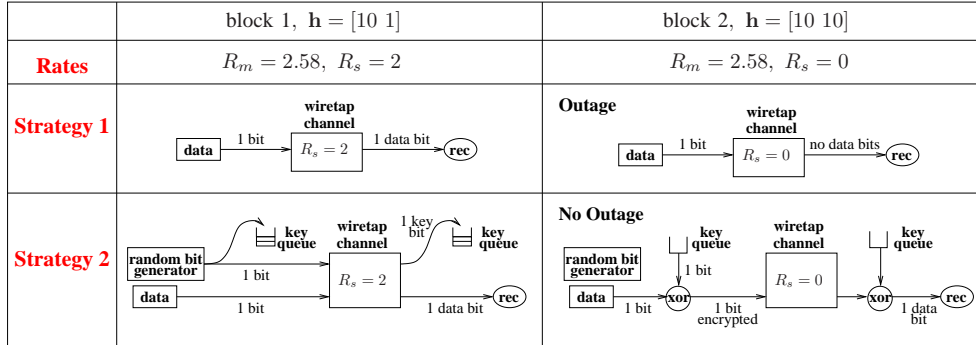 block 1, h = [10 1]
block 2, h = [10 10]
Rates
R_m = 2.58, R_s = 2
R_m = 2.58, R_s = 0
Strategy 1
data
1 bit
wiretap
channel
R_s = 2
1 data bit
rec
Outage
data
1 bit
wiretap
channel
R_s = 0
no data bits
rec
Strategy 2
random bit
generator
key
queue
1 bit
data
1 bit
wiretap
channel
R_s = 2
1 key
bit
key
queue
1 data bit
rec
No Outage
random bit
generator
data
1 bit
key
queue
1 bit
xor
1 bit
encrypted
wiretap
channel
R_s = 0
key
queue
xor
1 data
bit
rec